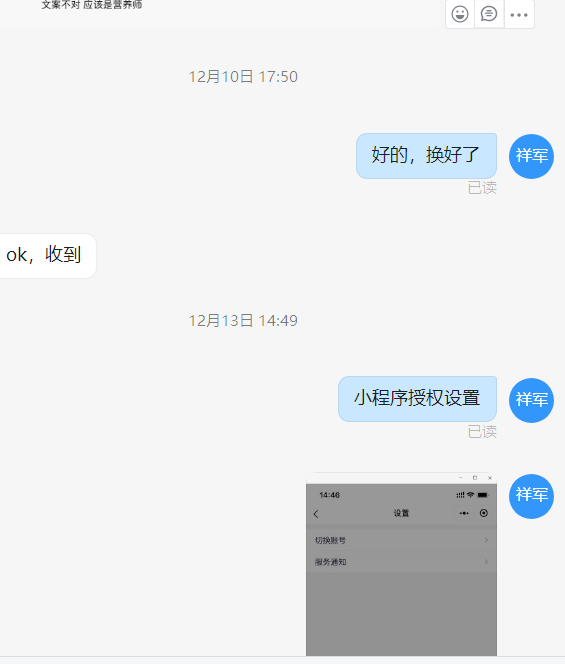 文案不对 应该是营养师
12月10日 17:50
好的，换好了
祥军
已读
ok，收到
12月13日 14:49
小程序授权设置
祥军
已读
祥军
14:46
设置
切换账号
服务通知